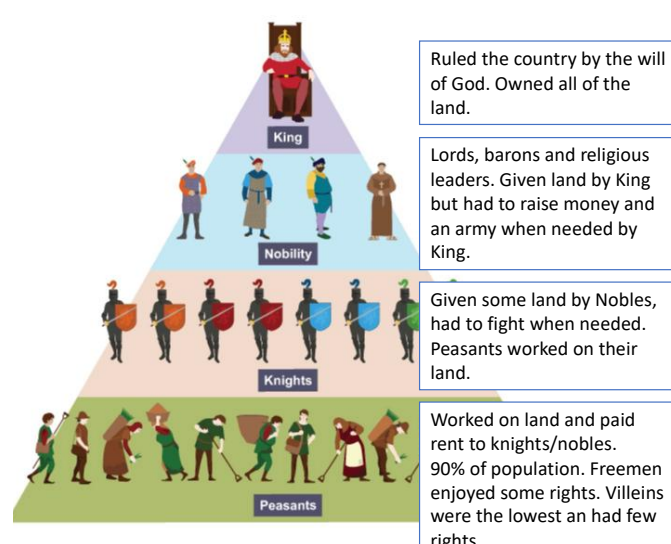 King
Ruled the country by the will
of God. Owned all of the
land.
Nobility
Lords, barons and religious
leaders. Given land by King
but had to raise money and
an army when needed by
King.
Knights
Given some land by Nobles,
had to fight when needed.
Peasants worked on their
land.
Peasants
Worked on land and paid
rent to knights/nobles.
90% of population. Freemen
enjoyed some rights. Villeins
were the lowest an had few
rights